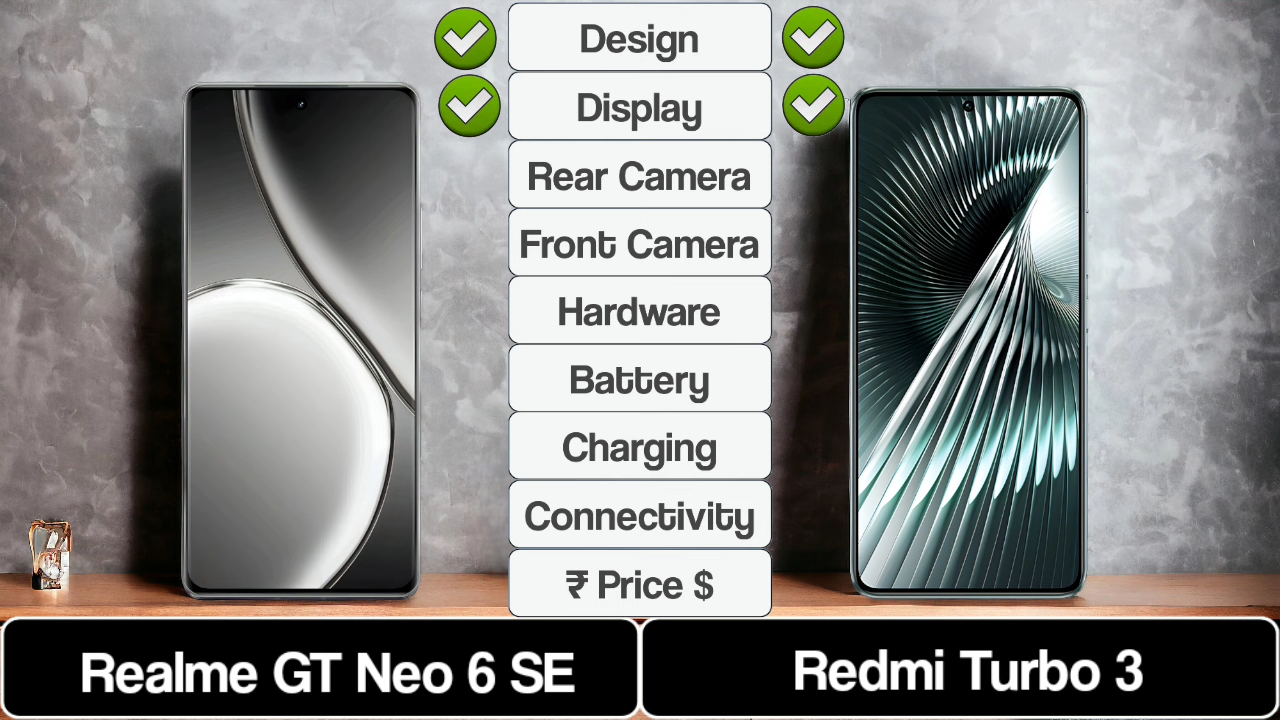 Design
Display
Rear Camera
Front Camera
Hardware
Battery
Charging
Connectivity
₹ Price $
Realme GT Neo 6 SE
Redmi Turbo 3